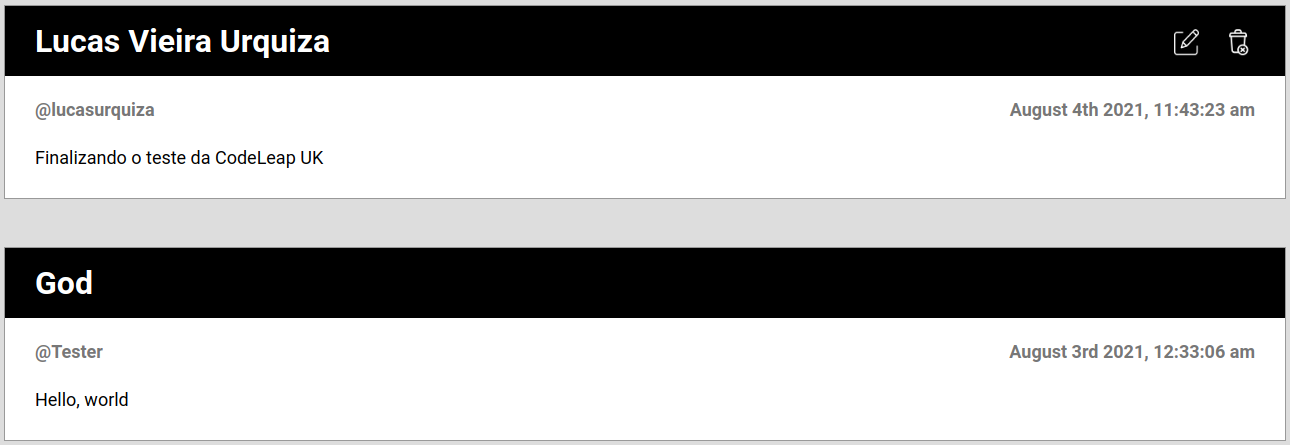 Lucas Vieira Urquiza
@lucasurquiza
August 4th 2021, 11:43:23 am
Finalizando o teste da CodeLeap UK
God
@Tester
August 3rd 2021, 12:33:06 am
Hello, world